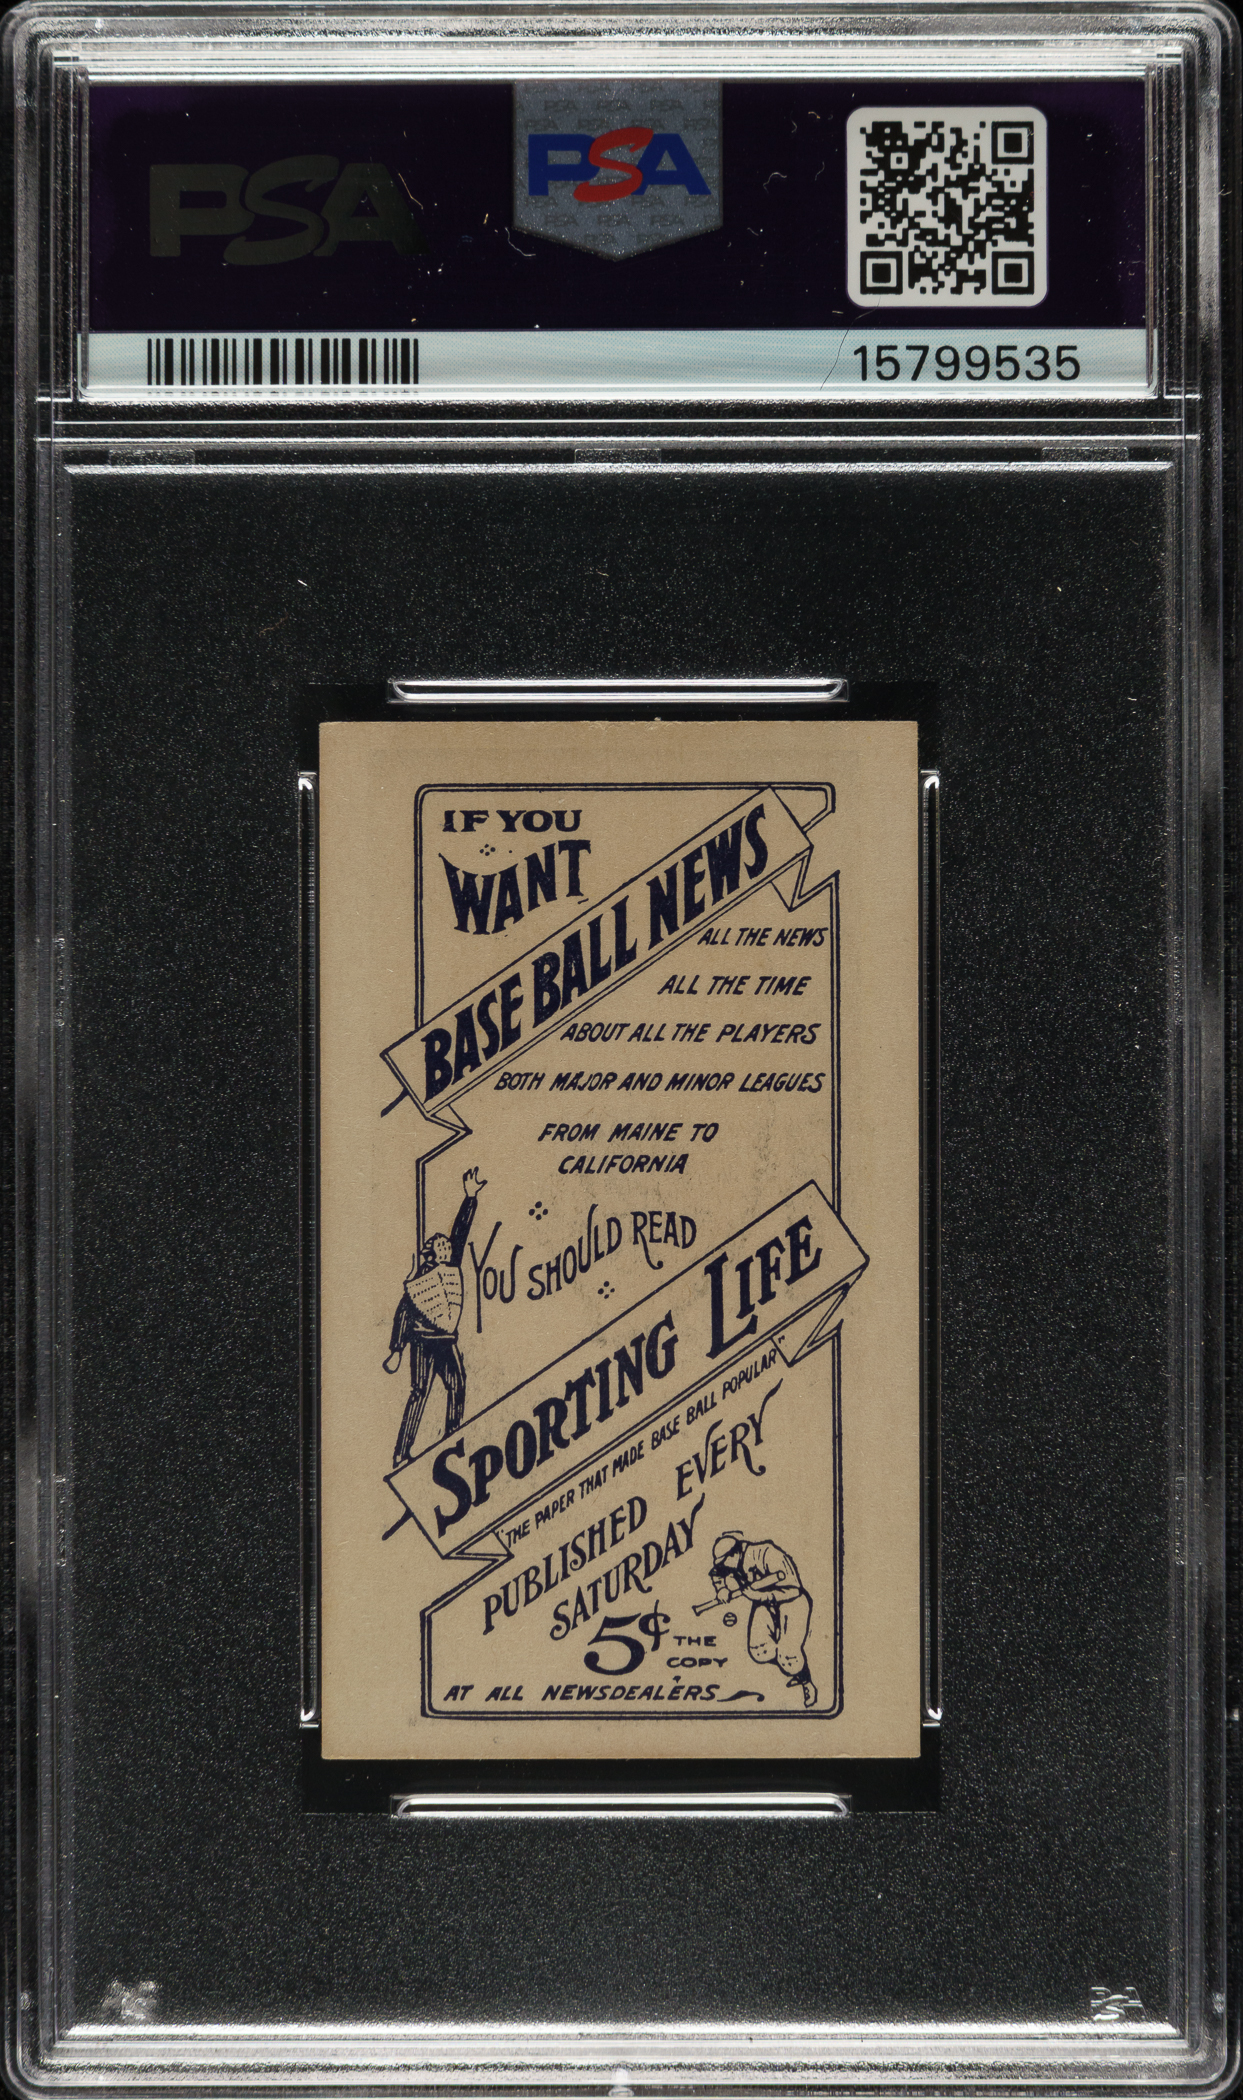 PSA
PSA
15799535
IF YOU
WANT
BASE BALL NEWS
ALL THE NEWS
ALL THE TIME
ABOUT ALL THE PLAYERS
BOTH MAJOR AND MINOR LEAGUES
FROM MAINE TO
CALIFORNIA
YOU SHOULD READ
SPORTING LIFE
"THE PAPER THAT MADE BASE BALL POPULAR"
PUBLISHED EVERY
SATURDAY
5¢ THE
COPY
AT ALL NEWSDEALERS
PSA